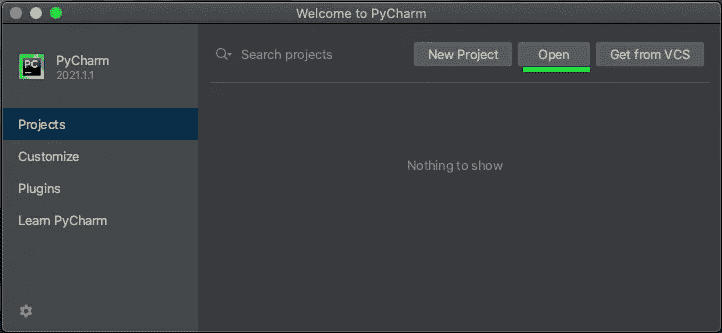 Welcome to PyCharm
PC
PyCharm
2021.1.1
Search projects
New Project
Open
Get from VCS
Projects
Customize
Plugins
Learn PyCharm
Nothing to show